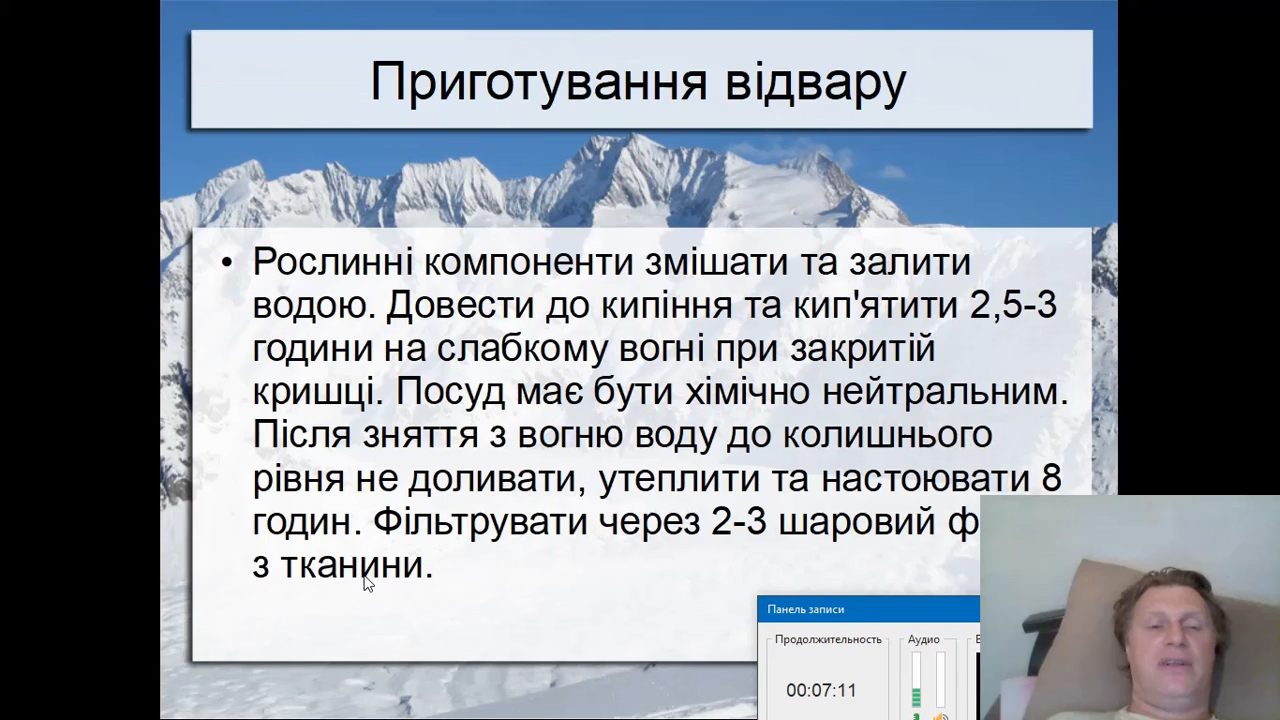 Приготування відвару
• Рослинні компоненти змішати та залити
водою. Довести до кипіння та кип'ятити 2,5-3
години на слабкому вогні при закритій
кришці. Посуд має бути хімічно нейтральним.
Після зняття з вогню воду до колишнього
рівня не доливати, утеплити та настоювати 8
годин. Фільтрувати через 2-3 шаровий
з тканини.
Панель записи
Продолжительность Аудио
00:07:11